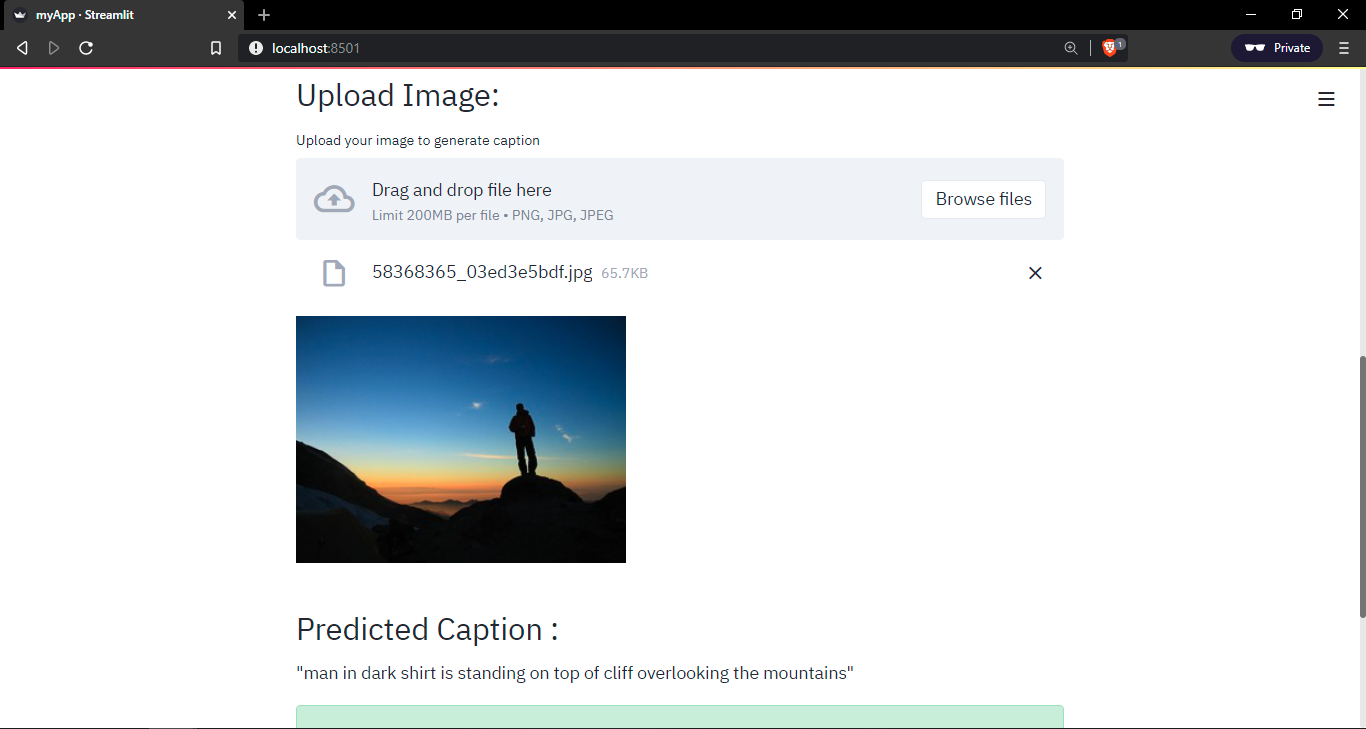 myApp · Streamlit
localhost:8501
1
Private
Upload Image:
Upload your image to generate caption
Drag and drop file here
Limit 200MB per file • PNG, JPG, JPEG
Browse files
58368365_03ed3e5bdf.jpg 65.7KB
Predicted Caption :
"man in dark shirt is standing on top of cliff overlooking the mountains"